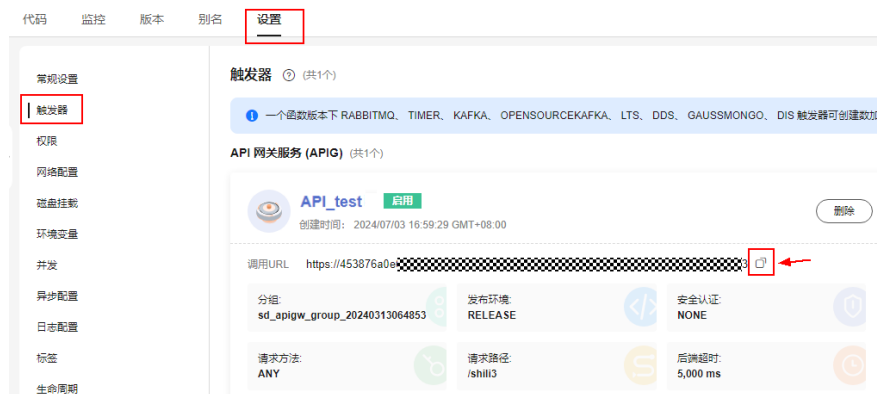 代码 监控 版本 别名 设置
常规设置
触发器
权限
网络配置
磁盘挂载
环境变量
并发
异步配置
日志配置
标签
生命周期
触发器 ? (共1个)
一个函数版本下 RABBITMQ、 TIMER、 KAFKA、 OPENSOURCEKAFKA、 LTS、 DDS、 GAUSSMONGO、 DIS 触发器可创建数加
API 网关服务 (APIG) (共1个)
API_test 启用
创建时间: 2024/07/03 16:59:29 GMT+08:00
删除
调用URL https://453876a0e
分组: 发布环境: 安全认证:
sd_apigw_group_20240313064853 RELEASE NONE
请求方法: 请求路径: 后端超时:
ANY /shili3 5,000 ms